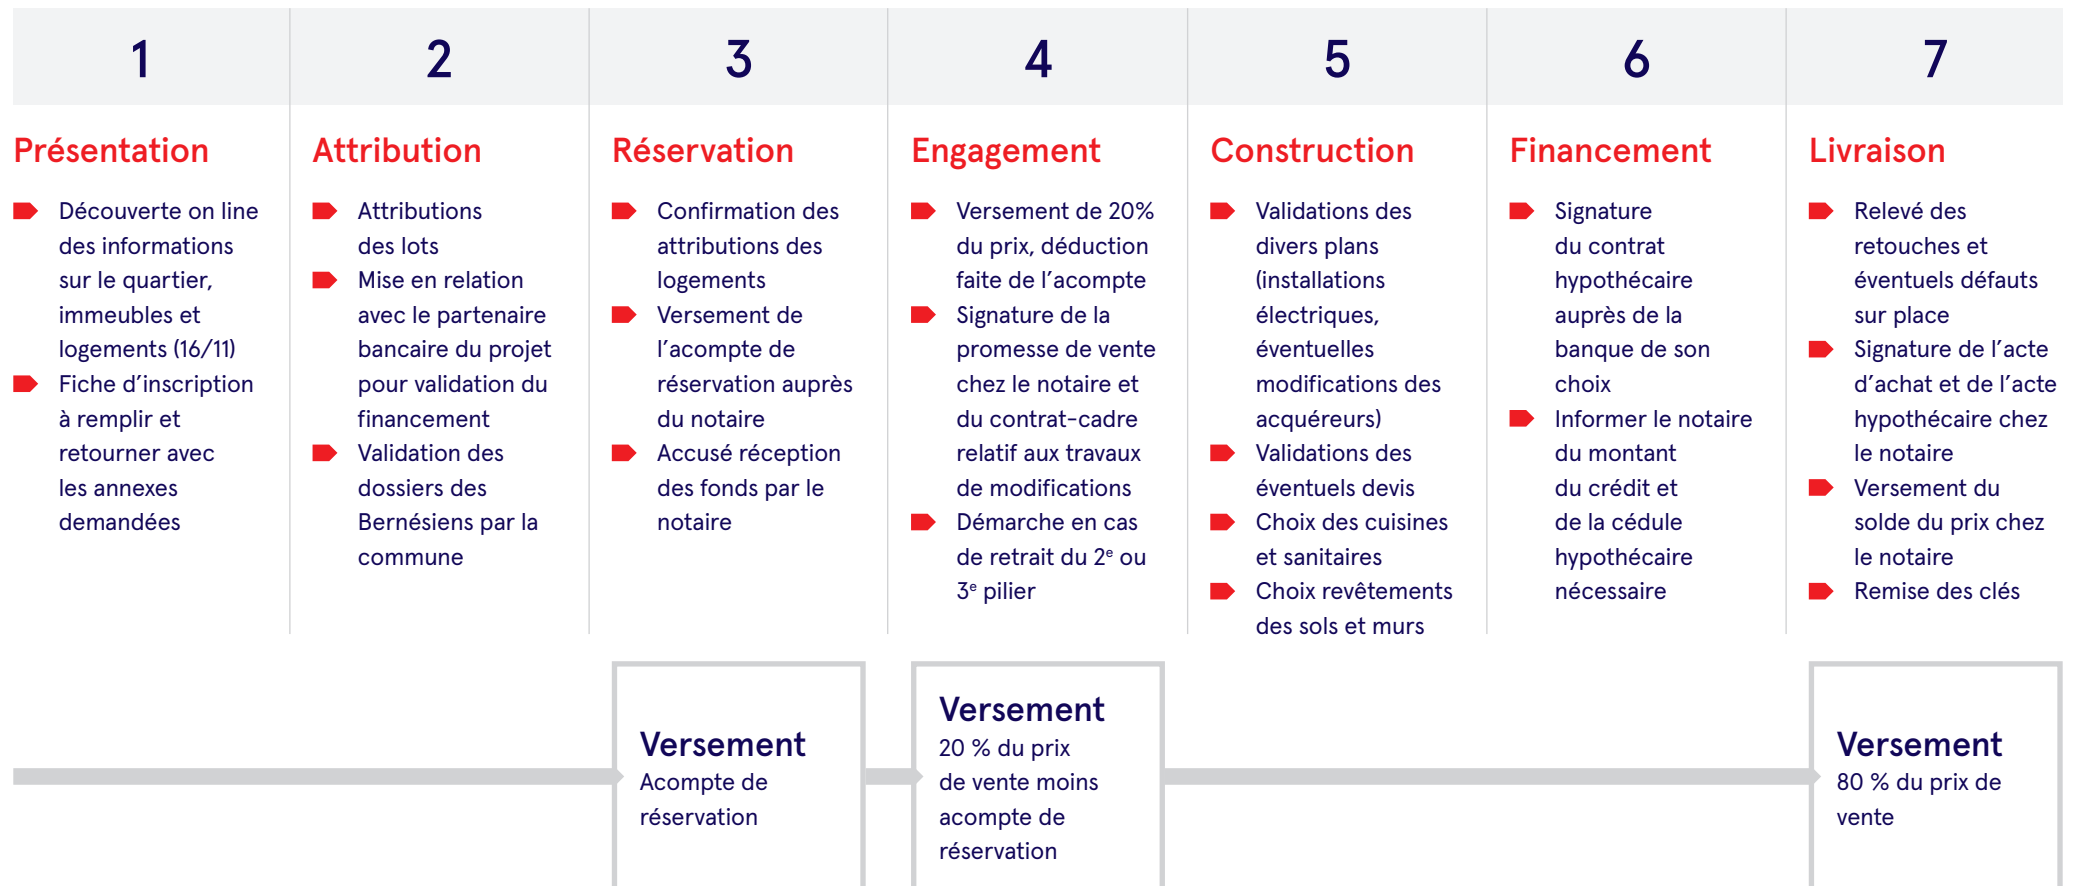 1
Présentation
Découverte on line
des informations
sur le quartier,
immeubles et
logements (16/11)
Fiche d’inscription
à remplir et
retourner avec
les annexes
demandées
2
Attribution
Attributions
des lots
Mise en relation
avec le partenaire
bancaire du projet
pour validation du
financement
Validation des
dossiers des
Bernésiens par la
commune
3
Réservation
Confirmation des
attributions des
logements
Versement de
l’acompte de
réservation auprès
du notaire
Accusé réception
des fonds par le
notaire
4
Engagement
Versement de 20%
du prix, déduction
faite de l’acompte
Signature de la
promesse de vente
chez le notaire et
du contrat-cadre
relatif aux travaux
de modifications
Démarche en cas
de retrait du 2ᵉ ou
3ᵉ pilier
5
Construction
Validations des
divers plans
(installations
électriques,
éventuelles
modifications des
acquéreurs)
Validations des
éventuels devis
Choix des cuisines
et sanitaires
Choix revêtements
des sols et murs
6
Financement
Signature
du contrat
hypothécaire
auprès de la
banque de son
choix
Informer le notaire
du montant
du crédit et
de la cédule
hypothécaire
nécessaire
7
Livraison
Relevé des
retouches et
éventuels défauts
sur place
Signature de l’acte
d’achat et de l’acte
hypothécaire chez
le notaire
Versement du
solde du prix chez
le notaire
Remise des clés
Versement
Acompte de
réservation
Versement
20 % du prix
de vente moins
acompte de
réservation
Versement
80 % du prix de
vente